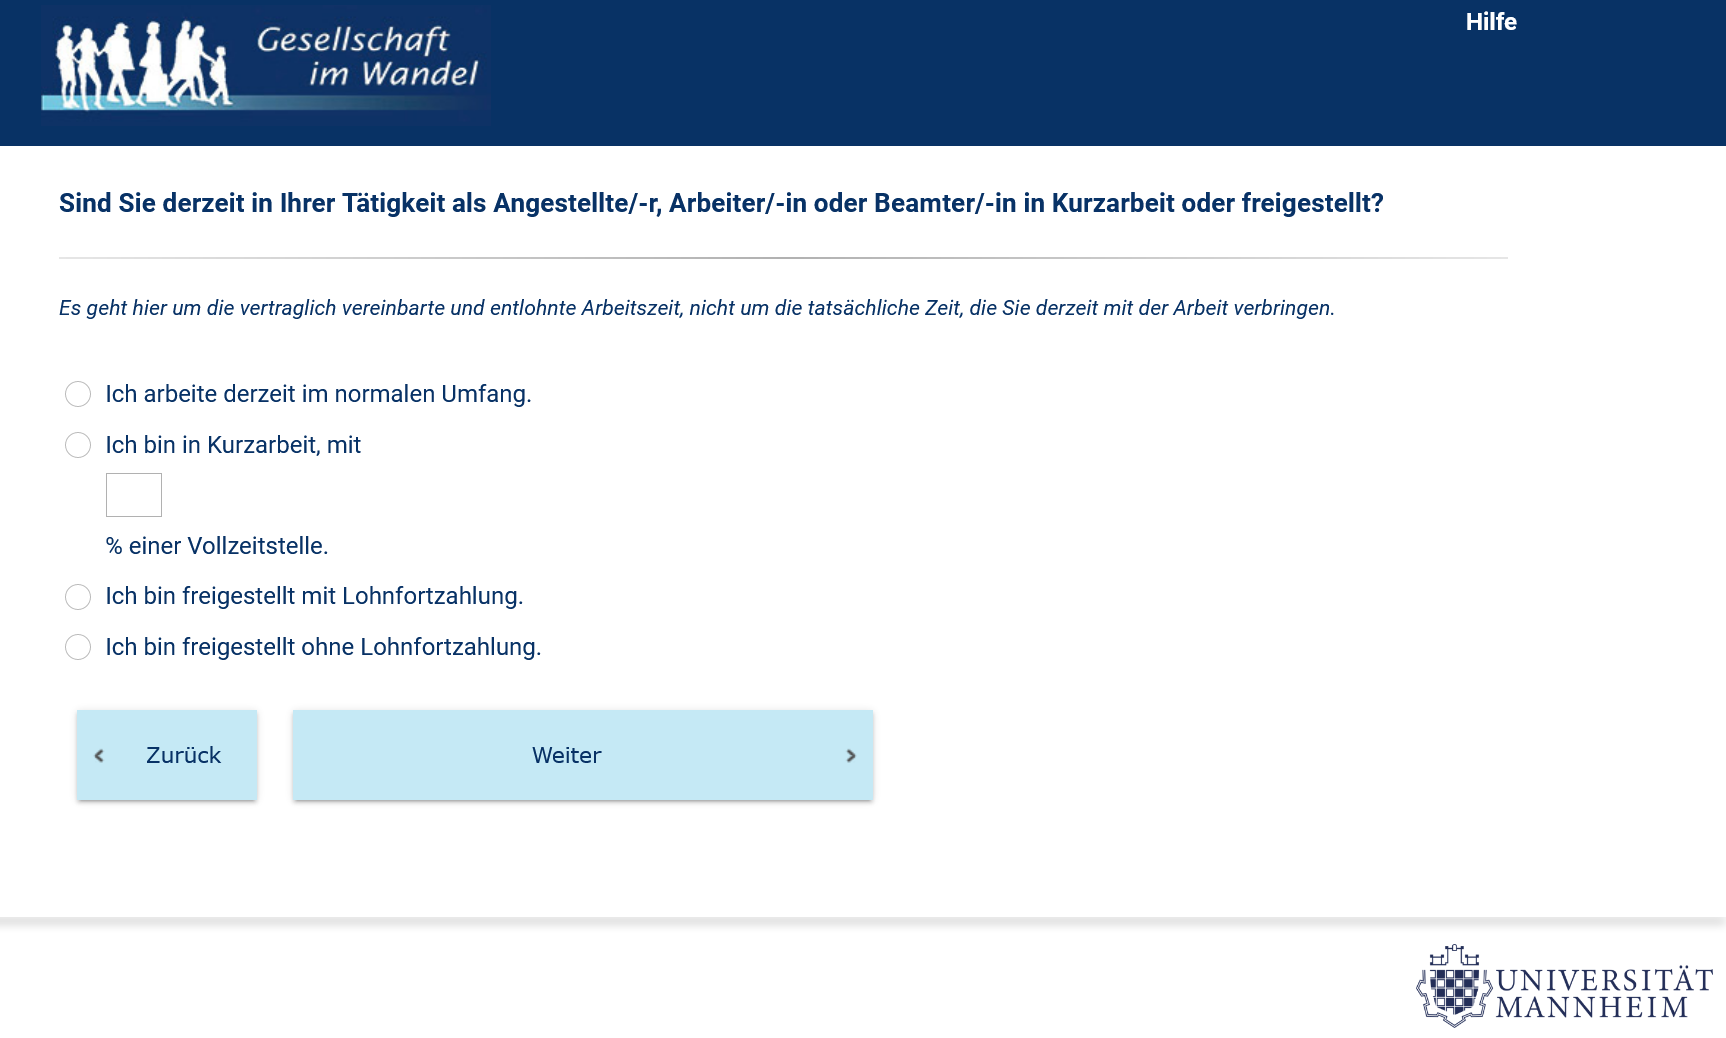 Gesellschaft
im Wandel
Hilfe
Sind Sie derzeit in Ihrer Tätigkeit als Angestellte/-r, Arbeiter/-in oder Beamter/-in in Kurzarbeit oder freigestellt?
Es geht hier um die vertraglich vereinbarte und entlohnte Arbeitszeit, nicht um die tatsächliche Zeit, die Sie derzeit mit der Arbeit verbringen.
Ich arbeite derzeit im normalen Umfang.
Ich bin in Kurzarbeit, mit
% einer Vollzeitstelle.
Ich bin freigestellt mit Lohnfortzahlung.
Ich bin freigestellt ohne Lohnfortzahlung.
Zurück
Weiter
UNIVERSITÄT
MANNHEIM